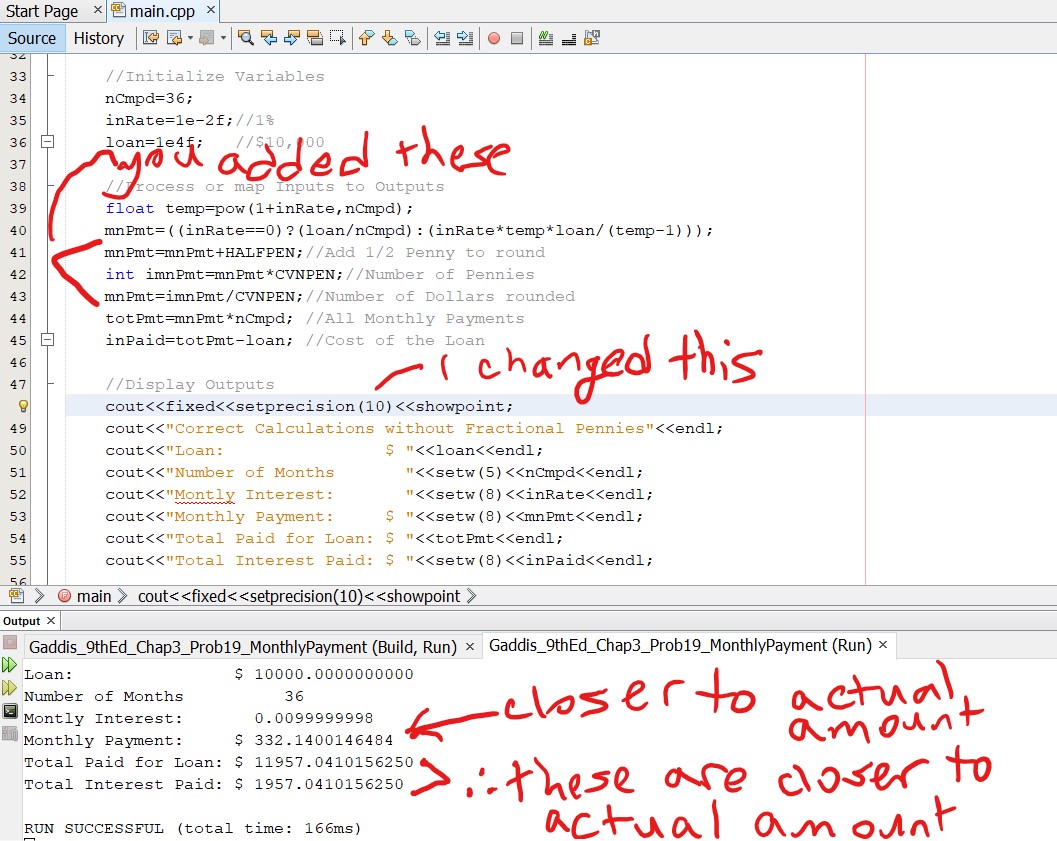 Start Page × main.cpp ×
Source History
32
33 //Initialize Variables
34 nCmpd=36;
35 inRate=1e-2f;//1%
36 loan=1e4f; //$10,000
you added these
37
38 //Process or map Inputs to Outputs
39 float temp=pow(1+inRate,nCmpd);
40 mnPmt=((inRate==0)?(loan/nCmpd):(inRate*temp*loan/(temp-1)));
41 mnPmt=mnPmt+HALFPEN;//Add 1/2 Penny to round
42 int imnPmt=mnPmt*CVNPEN;//Number of Pennies
43 mnPmt=imnPmt/CVNPEN;//Number of Dollars rounded
44 totPmt=mnPmt*nCmpd; //All Monthly Payments
45 inPaid=totPmt-loan; //Cost of the Loan
46
I changed this
47 //Display Outputs
cout<<fixed<<setprecision(10)<<showpoint;
49 cout<<"Correct Calculations without Fractional Pennies"<<endl;
50 cout<<"Loan: $ "<<loan<<endl;
51 cout<<"Number of Months "<<setw(5)<<nCmpd<<endl;
52 cout<<"Montly Interest: "<<setw(8)<<inRate<<endl;
53 cout<<"Monthly Payment: $ "<<setw(8)<<mnPmt<<endl;
54 cout<<"Total Paid for Loan: $ "<<totPmt<<endl;
55 cout<<"Total Interest Paid: $ "<<setw(8)<<inPaid<<endl;
56
main cout<<fixed<<setprecision(10)<<showpoint
Output ×
Gaddis_9thEd_Chap3_Prob19_MonthlyPayment (Build, Run) × Gaddis_9thEd_Chap3_Prob19_MonthlyPayment (Run) ×
Loan: $ 10000.0000000000
Number of Months 36
Montly Interest: 0.0099999998
Monthly Payment: $ 332.1400146484
Total Paid for Loan: $ 11957.0410156250
Total Interest Paid: $ 1957.0410156250
closer to actual
amount
∴ these are closer to
actual amount
RUN SUCCESSFUL (total time: 166ms)